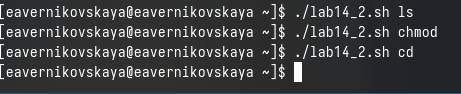 [eavernikovskaya@eavernikovskaya ~]$ ./lab14_2.sh ls
[eavernikovskaya@eavernikovskaya ~]$ ./lab14_2.sh chmod
[eavernikovskaya@eavernikovskaya ~]$ ./lab14_2.sh cd
[eavernikovskaya@eavernikovskaya ~]$